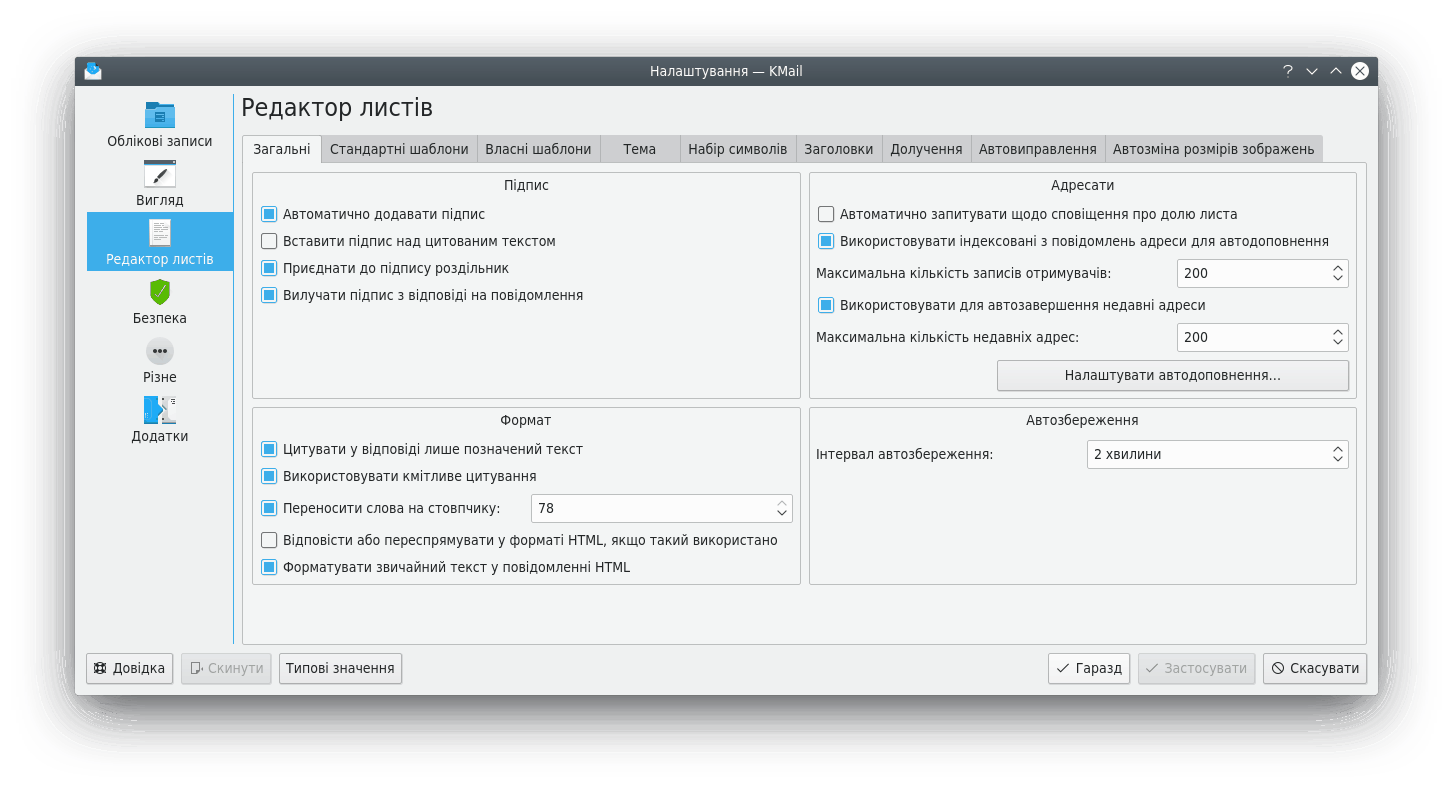 Налаштування — KMail
Облікові записи
Вигляд
Редактор листів
Безпека
Різне
Додатки
Редактор листів
Загальні Стандартні шаблони Власні шаблони Тема Набір символів Заголовки Долучення Автовиправлення Автозміна розмірів зображень
Підпис
Автоматично додавати підпис
Вставити підпис над цитованим текстом
Приєднати до підпису роздільник
Вилучати підпис з відповіді на повідомлення
Адресати
Автоматично запитувати щодо сповіщення про долю листа
Використовувати індексовані з повідомлень адреси для автодоповнення
Максимальна кількість записів отримувачів: 200
Використовувати для автозавершення недавні адреси
Максимальна кількість недавніх адрес: 200
Налаштувати автодоповнення...
Формат
Цитувати у відповіді лише позначений текст
Використовувати кмітливе цитування
Переносити слова на стовпчику: 78
Відповісти або переспрямувати у форматі HTML, якщо такий використано
Форматувати звичайний текст у повідомленні HTML
Автозбереження
Інтервал автозбереження: 2 хвилини
Довідка Скинути Типові значення Гаразд Застосувати Скасувати